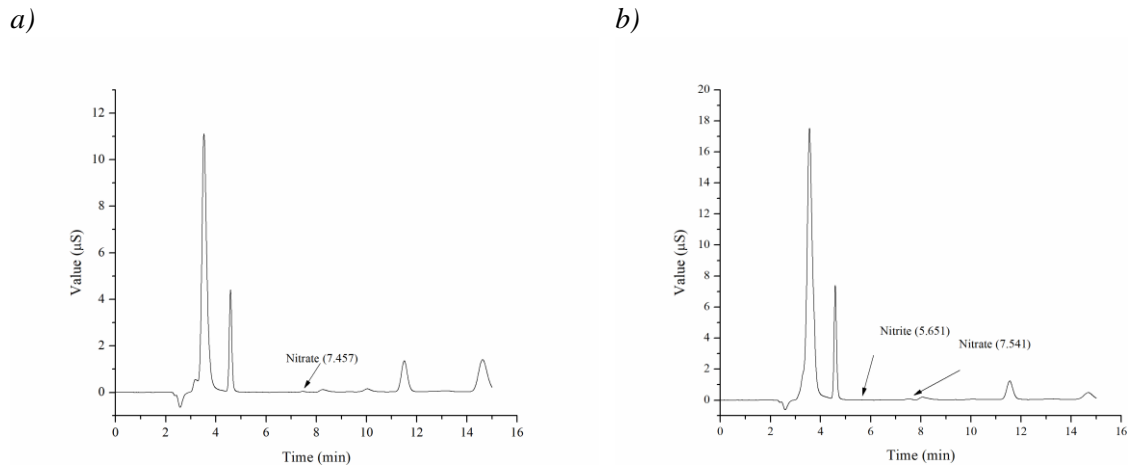 a)
b)
12
10
8
6
4
2
0
Value (µS)
Nitrate (7.457)
0 2 4 6 8 10 12 14 16
Time (min)
20
18
16
14
12
10
8
6
4
2
0
Value (µS)
Nitrite (5.651)
Nitrate (7.541)
0 2 4 6 8 10 12 14 16
Time (min)